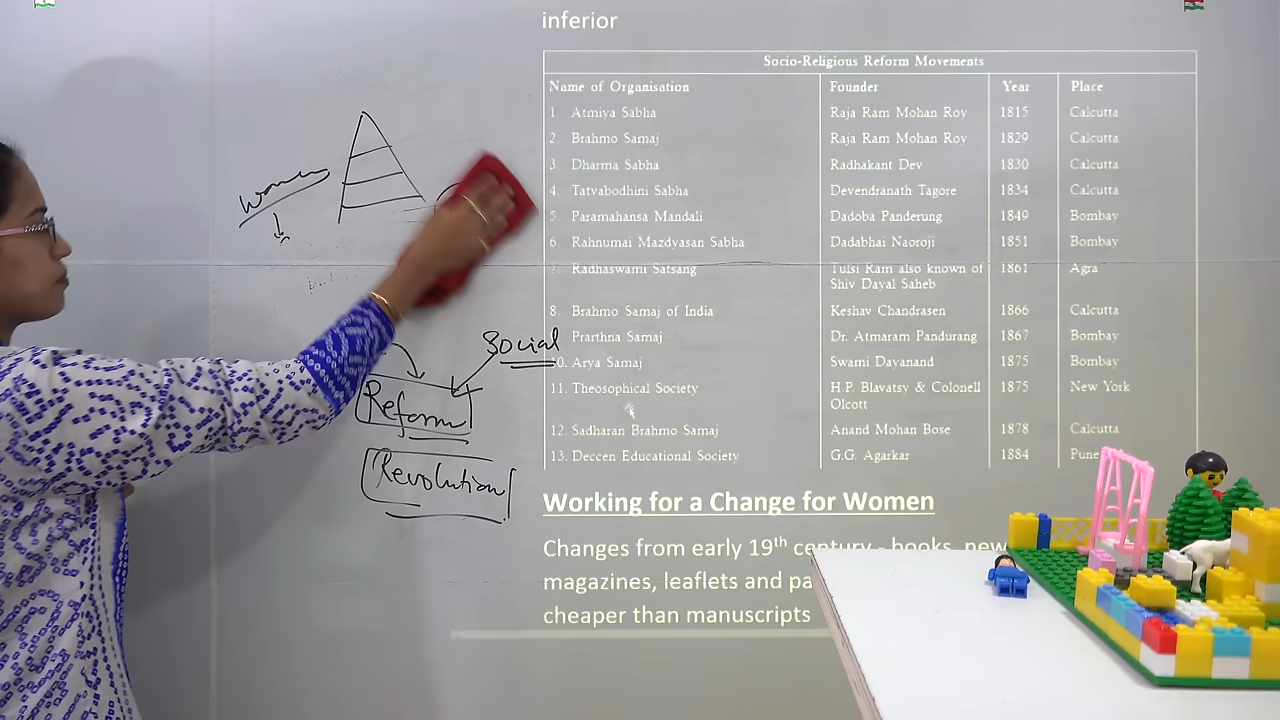 inferior
Socio-Religious Reform Movements
Name of Organisation Founder Year Place
1 Atmiya Sabha Raja Ram Mohan Roy 1815 Calcutta
2. Brahmo Samaj Raja Ram Mohan Roy 1829 Calcutta
3. Dharma Sabha Radhakant Dev 1830 Calcutta
4. Tatvabodhini Sabha Devendranath Tagore 1834 Calcutta
5. Paramahansa Mandali Dadoba Panderung 1849 Bombay
6 Rahnumai Mazdyasan Sabha Dadabhai Naoroji 1851 Bombay
7. Radhaswami Satsang Tulsi Ram also known of 1861 Agra
Shiv Dayal Saheb
8. Brahmo Samaj of India Keshav Chandrasen 1866 Calcutta
Prarthna Samaj Dr. Atmaram Pandurang 1867 Bombay
10. Arya Samaj Swami Dayanand 1875 Bombay
11. Theosophical Society H.P. Blavatsy & Colonell 1875 New York
Olcott
12. Sadharan Brahmo Samaj Anand Mohan Bose 1878 Calcutta
13. Deccen Educational Society G.G. Agarkar 1884 Pune
Working for a Change for Women
Changes from early 19th century - books, new
magazines, leaflets and pa
cheaper than manuscripts
women
Social
Reform
Revolution